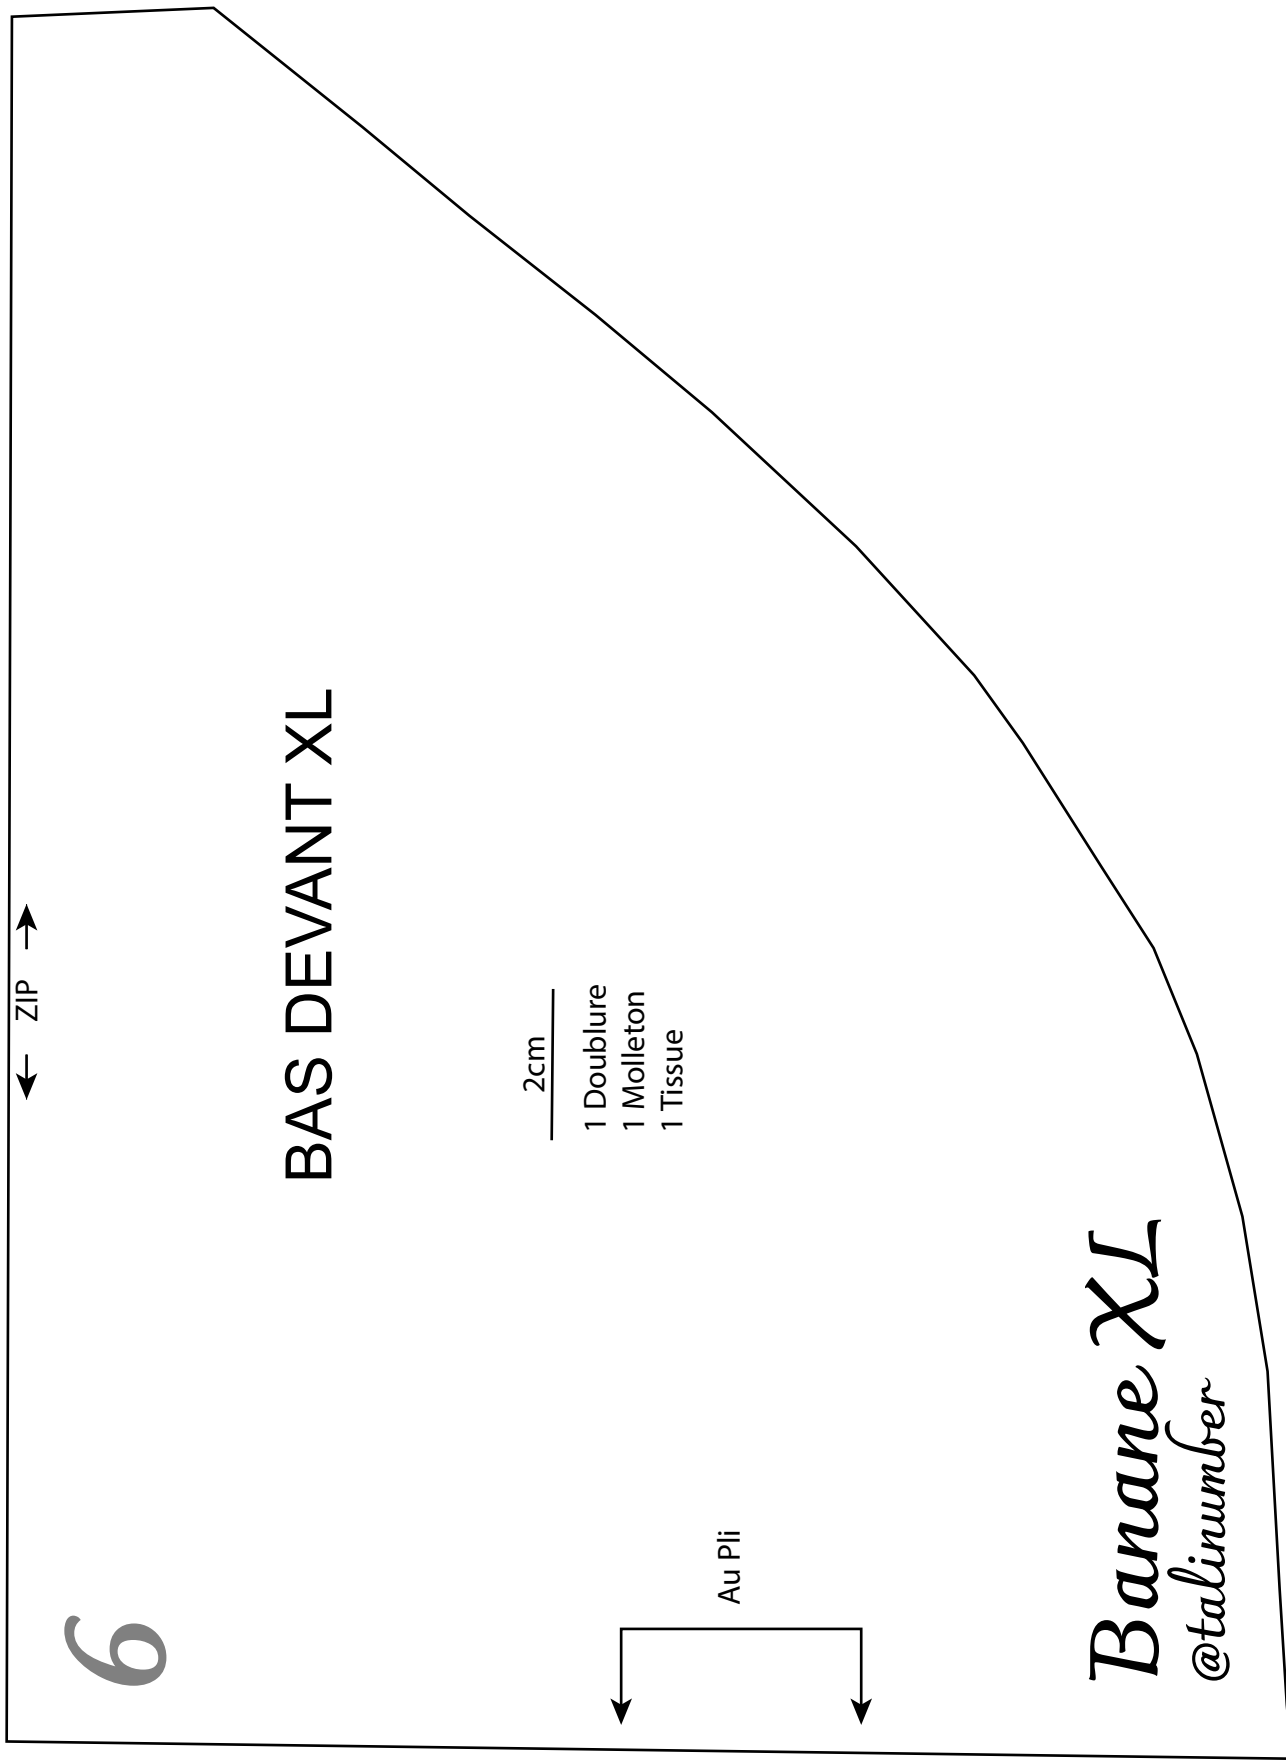 ZIP
6
BAS DEVANT XL
2cm
1 Doublure
1 Molleton
1 Tissue
Au Pli
Banane XL
@talinumber